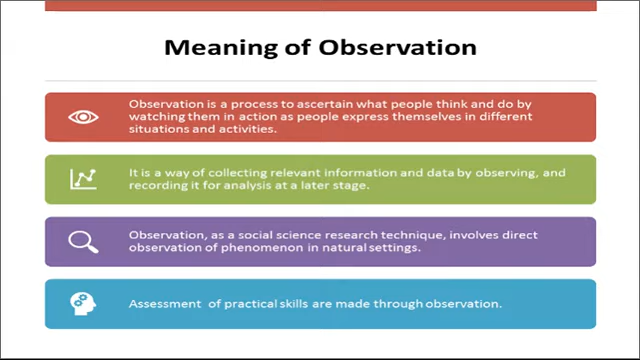 Meaning of Observation
Observation is a process to ascertain what people think and do by
watching them in action as people express themselves in different
situations and activities.
It is a way of collecting relevant information and data by observing, and
recording it for analysis at a later stage.
Observation, as a social science research technique, involves direct
observation of phenomenon in natural settings.
Assessment of practical skills are made through observation.